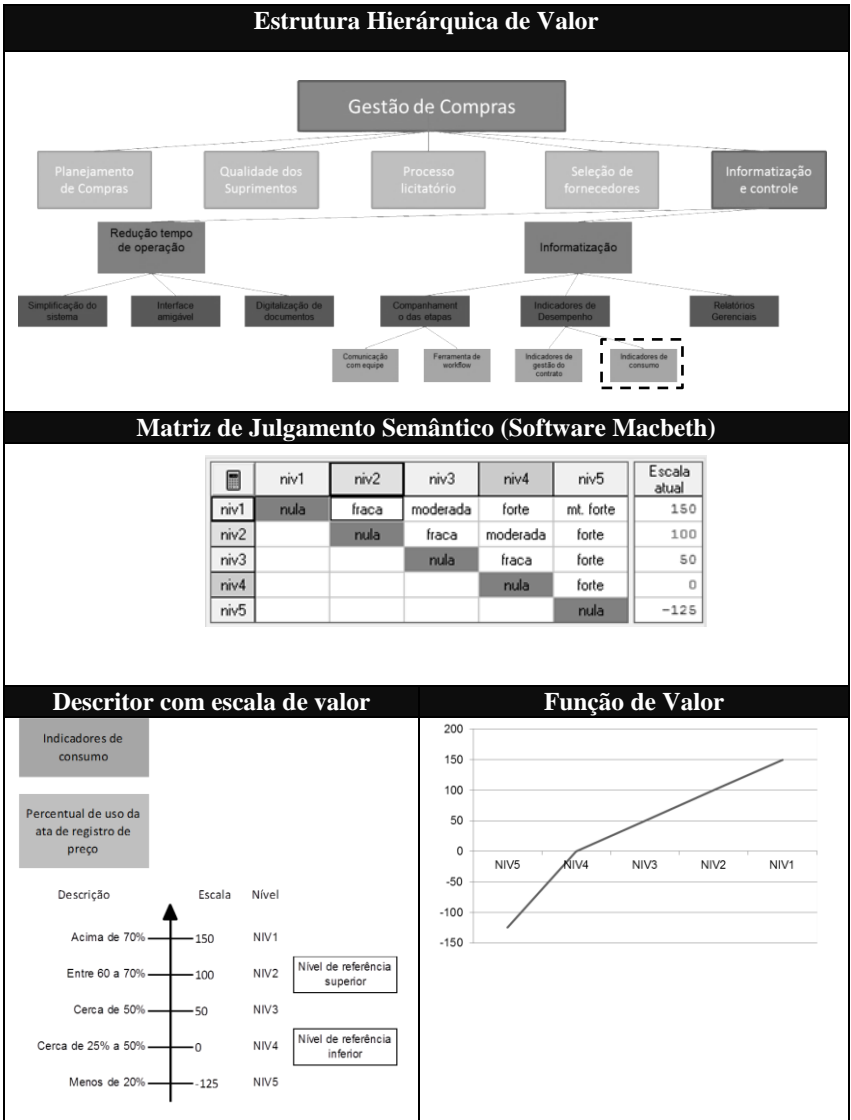 Estrutura Hierárquica de Valor
Gestão de Compras
Planejamento
de Compras
Qualidade dos
Suprimentos
Processo
licitatório
Seleção de
fornecedores
Informatização
e controle
Redução tempo
de operação
Informatização
Simplificação do
sistema
Interface
amigável
Digitalização de
documentos
Companhament
o das etapas
Indicadores de
Desempenho
Relatórios
Gerenciais
Comunicação
com equipe
Ferramenta de
workflow
Indicadores de
gestão do
contrato
Indicadores de
consumo
Matriz de Julgamento Semântico (Software Macbeth)
niv1 niv2 niv3 niv4 niv5 Escala
atual
niv1 nula fraca moderada forte mt. forte 150
niv2 nula fraca moderada forte 100
niv3 nula fraca forte 50
niv4 nula forte 0
niv5 nula -125
Descritor com escala de valor
Indicadores de
consumo
Percentual de uso da
ata de registro de
preço
Descrição Escala Nível
Acima de 70% 150 NIV1
Entre 60 a 70% 100 NIV2 Nível de referência
superior
Cerca de 50% 50 NIV3
Cerca de 25% a 50% 0 NIV4 Nível de referência
inferior
Menos de 20% -125 NIV5
Função de Valor
200
150
100
50
0
-50
-100
-150
NIV5 NIV4 NIV3 NIV2 NIV1